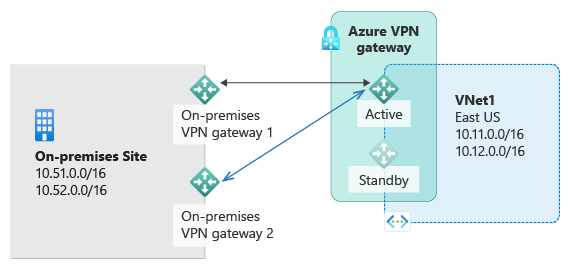 Azure VPN
gateway
On-premises Site
10.51.0.0/16
10.52.0.0/16
On-premises
VPN gateway 1
On-premises
VPN gateway 2
Active
Standby
VNet1
East US
10.11.0.0/16
10.12.0.0/16